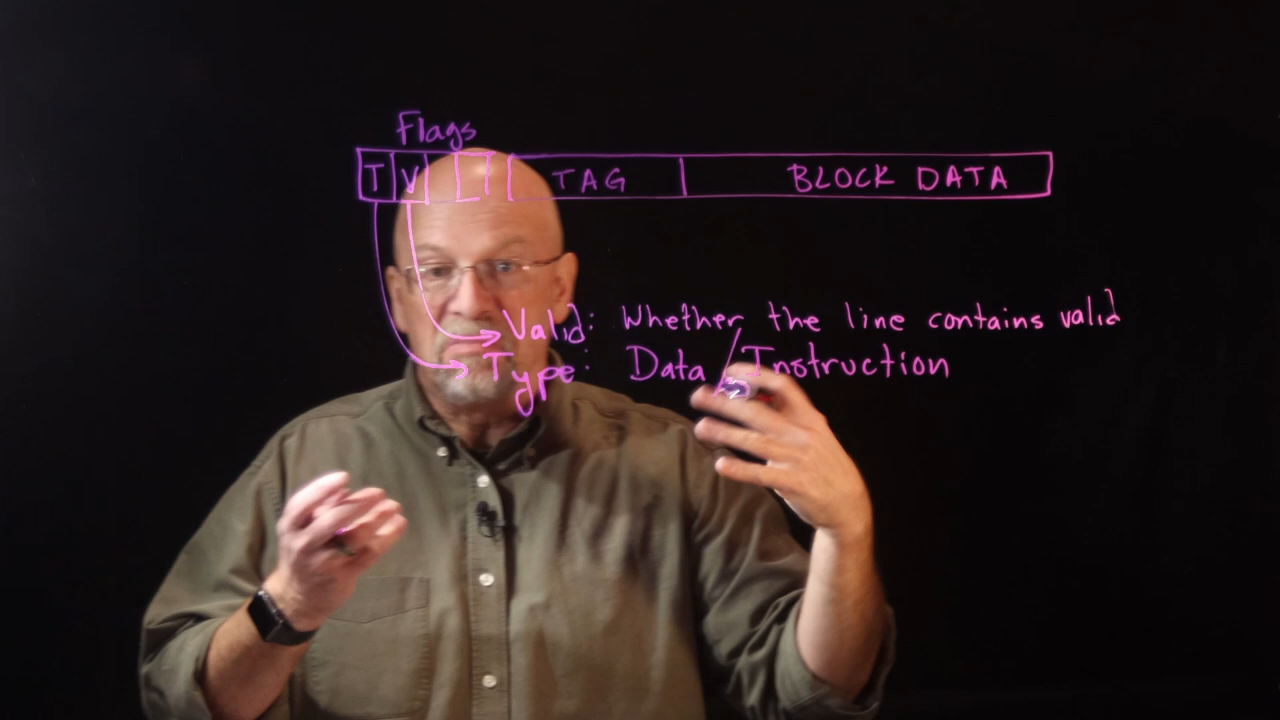 Flags
T V TAG BLOCK DATA
Valid: Whether the line contains valid
Type: Data/Instruction